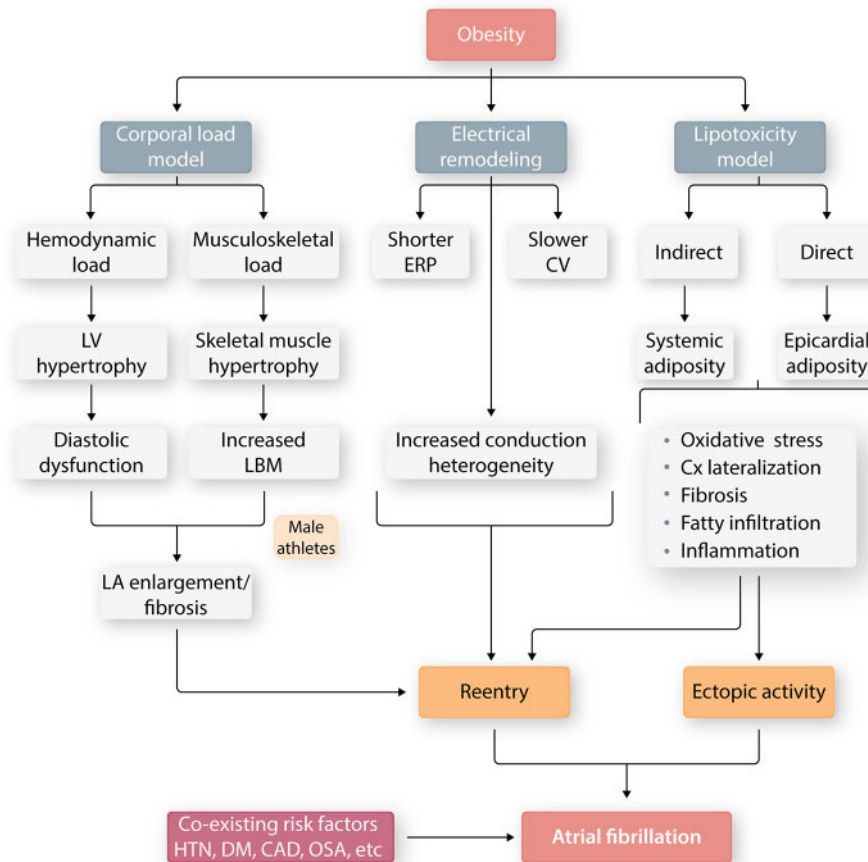 Obesity
Corporal load
model
Electrical
remodeling
Lipotoxicity
model
Hemodynamic
load
Musculoskeletal
load
Shorter
ERP
Slower
CV
Indirect
Direct
LV
hypertrophy
Skeletal muscle
hypertrophy
Systemic
adiposity
Epicardial
adiposity
Diastolic
dysfunction
Increased
LBM
Increased conduction
heterogeneity
• Oxidative stress
• Cx lateralization
• Fibrosis
• Fatty infiltration
• Inflammation
Male
athletes
LA enlargement/
fibrosis
Reentry
Ectopic activity
Co-existing risk factors
HTN, DM, CAD, OSA, etc
Atrial fibrillation